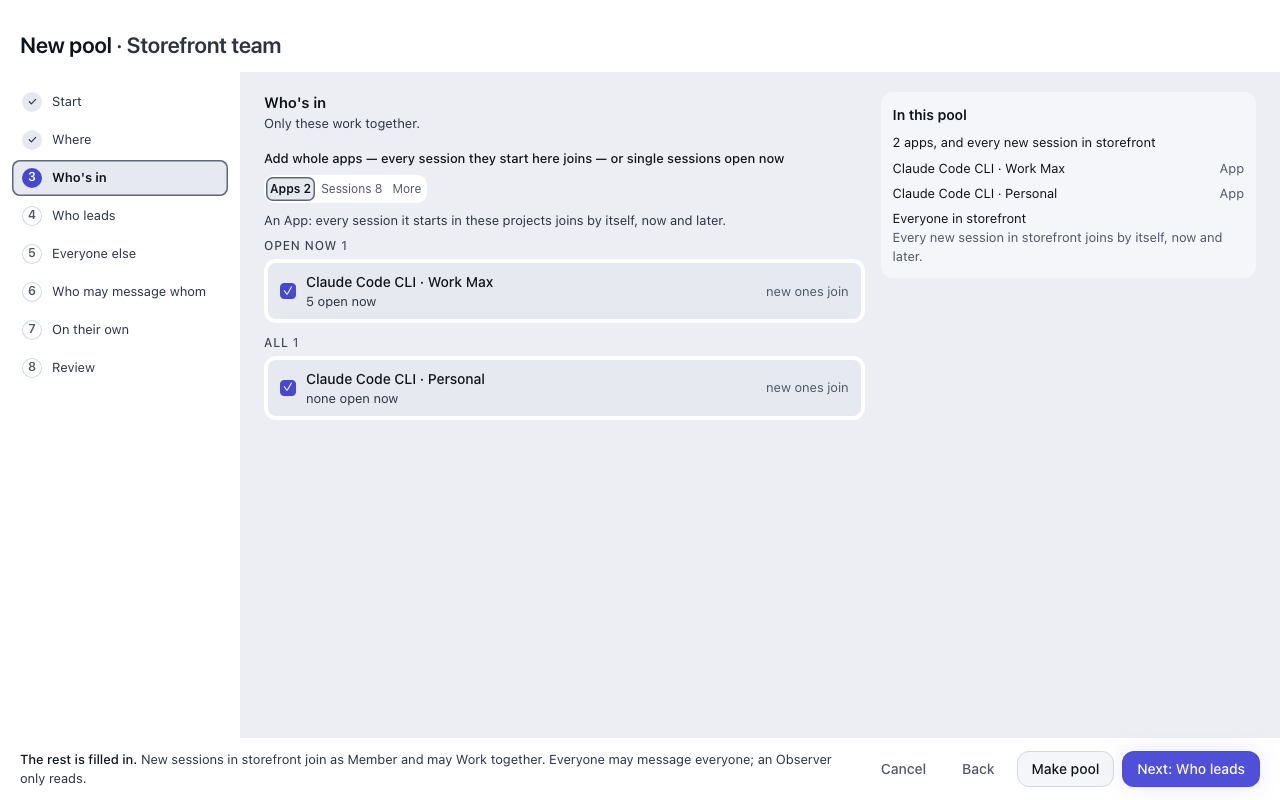 New pool · Storefront team
Start
Where
3 Who's in
4 Who leads
5 Everyone else
6 Who may message whom
7 On their own
8 Review
Who's in
Only these work together.
Add whole apps — every session they start here joins — or single sessions open now
Apps 2 Sessions 8 More
An App: every session it starts in these projects joins by itself, now and later.
OPEN NOW 1
Claude Code CLI · Work Max
5 open now
new ones join
ALL 1
Claude Code CLI · Personal
none open now
new ones join
In this pool
2 apps, and every new session in storefront
Claude Code CLI · Work Max App
Claude Code CLI · Personal App
Everyone in storefront
Every new session in storefront joins by itself, now and
later.
The rest is filled in. New sessions in storefront join as Member and may Work together. Everyone may message everyone; an Observer
only reads.
Cancel Back Make pool Next: Who leads